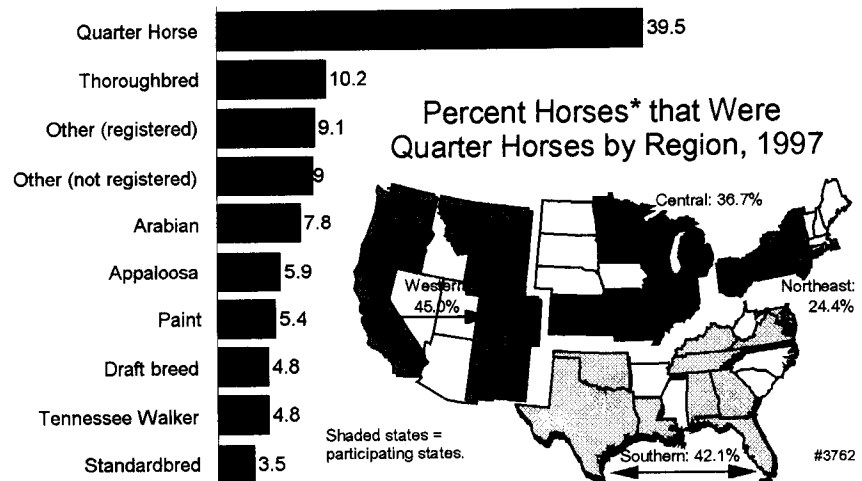 Quarter Horse
39.5
Thoroughbred
10.2
Other (registered)
9.1
Other (not registered)
9
Arabian
7.8
Appaloosa
5.9
Paint
5.4
Draft breed
4.8
Tennessee Walker
4.8
Standardbred
3.5
Percent Horses* that Were
Quarter Horses by Region, 1997
Central: 36.7%
Western:
45.0%
Northeast:
24.4%
Southern: 42.1%
Shaded states =
participating states.
#3762